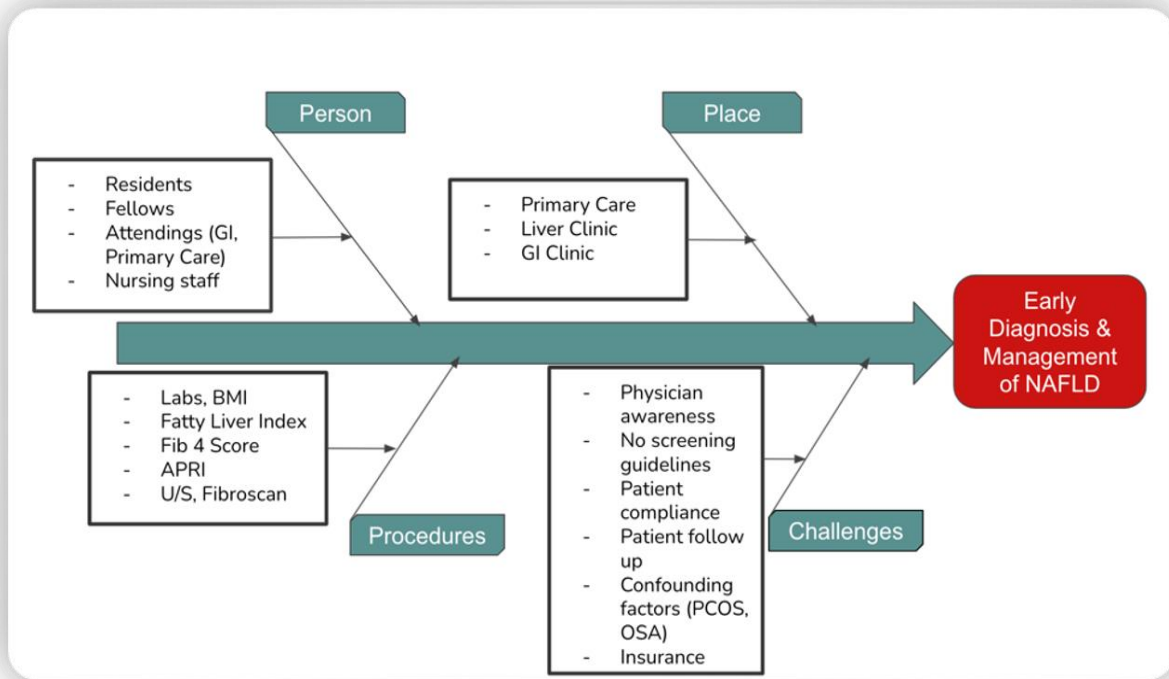 Person
Place
- Residents
- Fellows
- Attendings (GI,
Primary Care)
- Nursing staff
- Primary Care
- Liver Clinic
- GI Clinic
Early
Diagnosis &
Management
of NAFLD
- Labs, BMI
- Fatty Liver Index
- Fib 4 Score
- APRI
- U/S, Fibroscan
Procedures
- Physician
awareness
- No screening
guidelines
- Patient
compliance
- Patient follow
up
- Confounding
factors (PCOS,
OSA)
- Insurance
Challenges